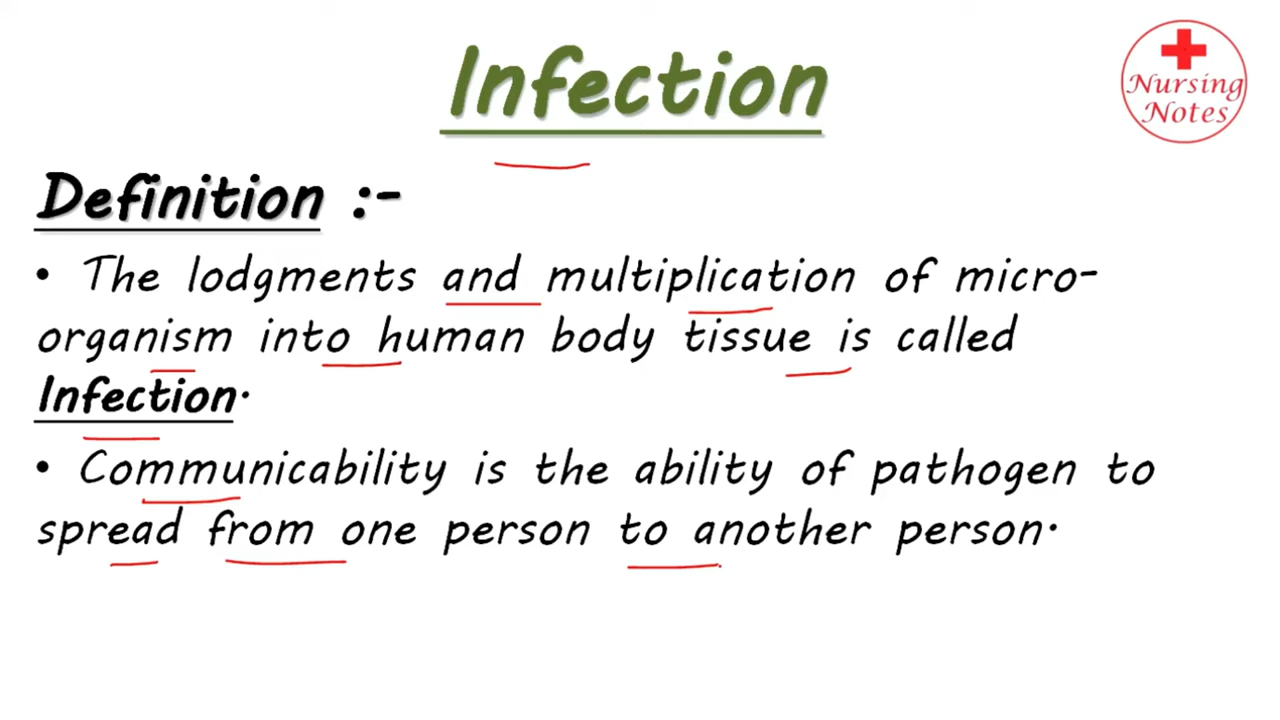 Infection
Nursing
Notes
Definition :-
• The lodgments and multiplication of micro-
organism into human body tissue is called
Infection.
• Communicability is the ability of pathogen to
spread from one person to another person.